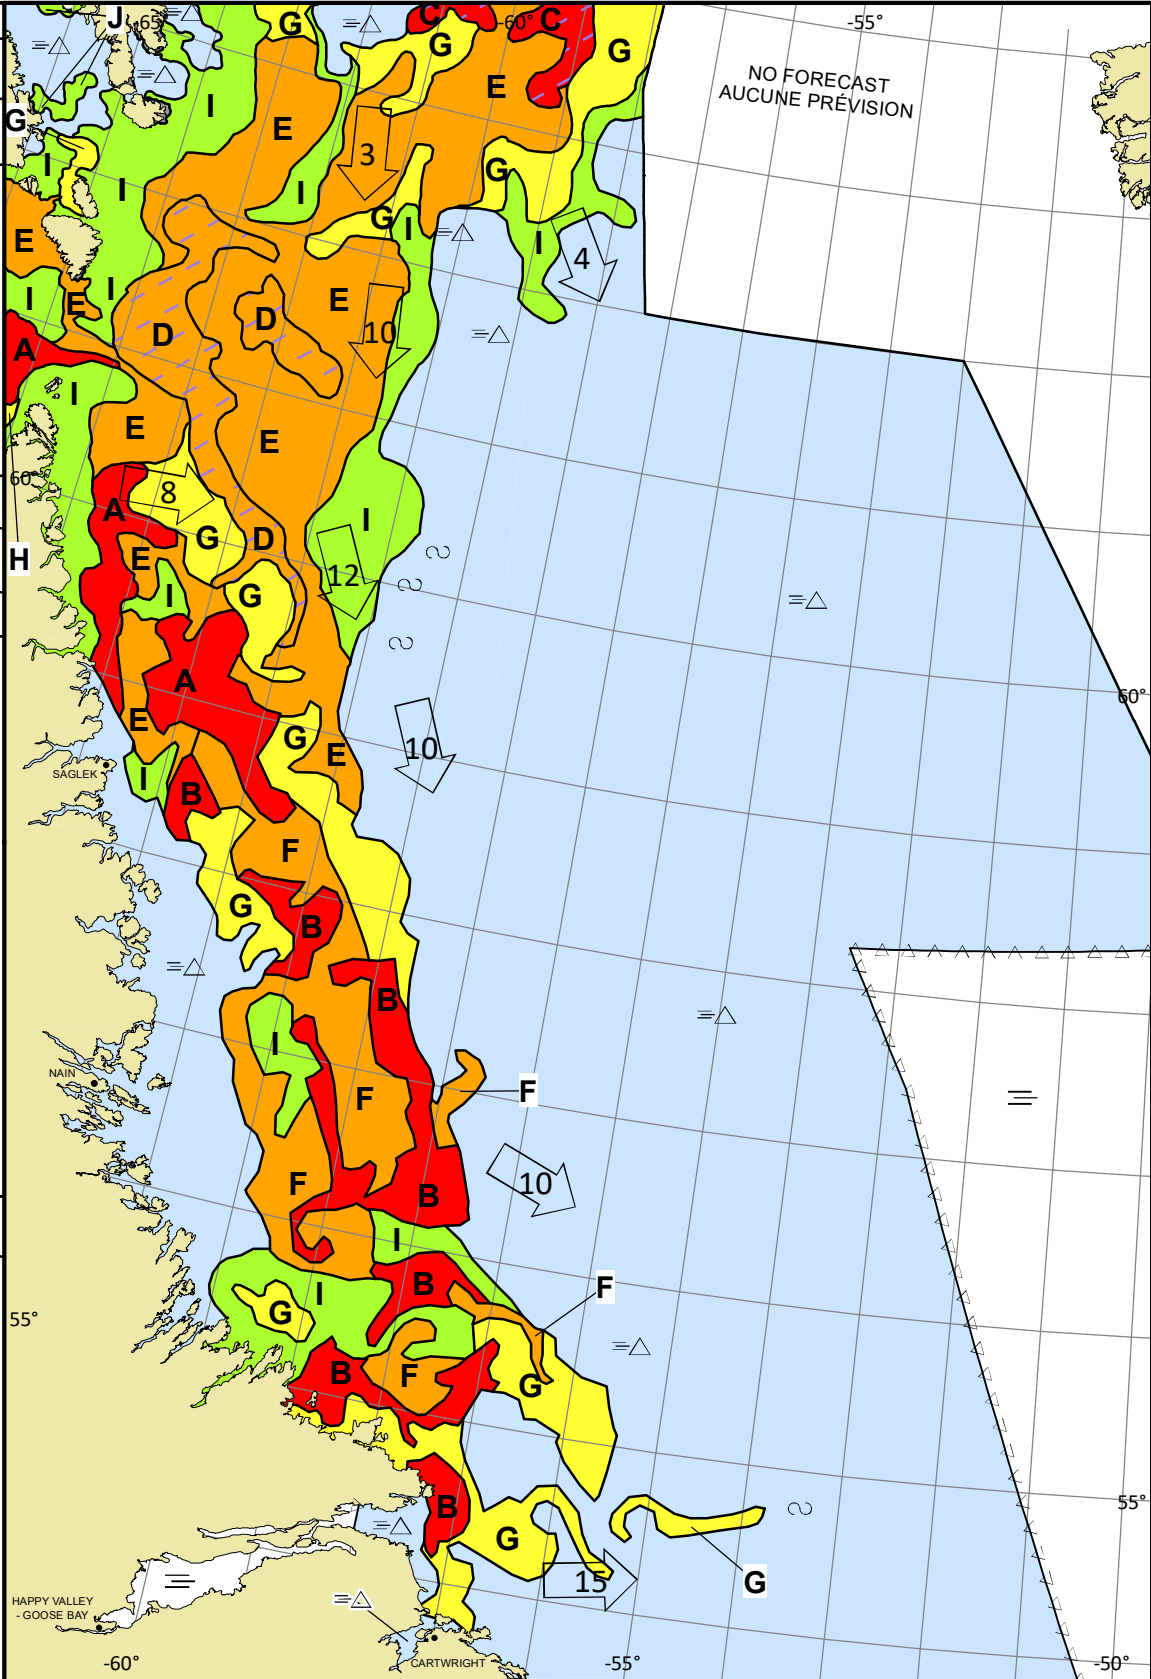 J
-65°
G
C
-60°
C
-55°
G
G
E
I
NO FORECAST
AUCUNE PRÉVISION
G
E
3
I
G
I
I
G
I
I
E
4
I
I
E
E
D
E
D
10
A
I
E
E
60°
8
A
I
G
D
H
E
12
I
G
A
60°
E
G
E
10
SAGLEK
I
B
F
G
B
B
I
NAIN
F
F
F
10
B
I
B
F
I
G
55°
B
F
G
B
55°
G
15
G
HAPPY VALLEY
- GOOSE BAY
CARTWRIGHT
-60°
-55°
-50°